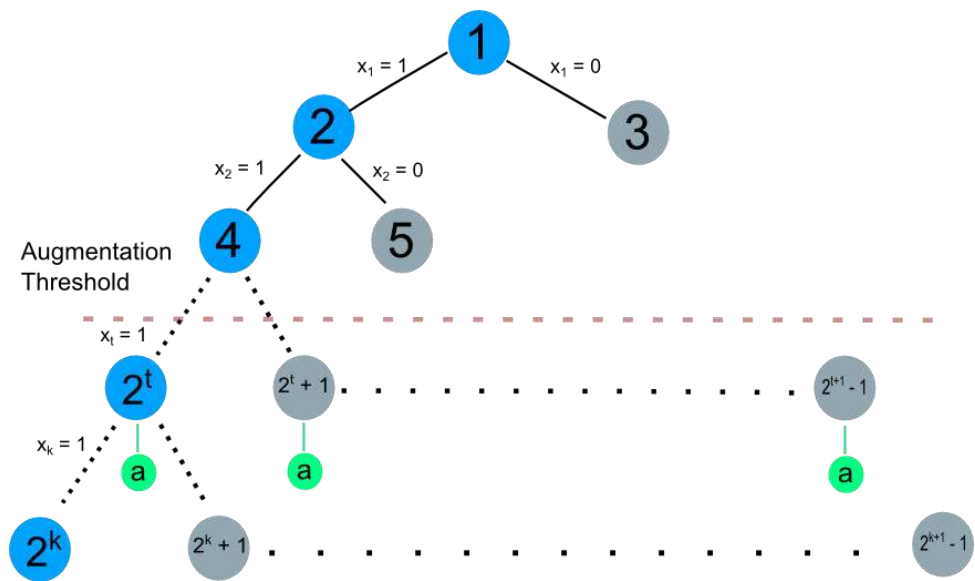 1
x₁ = 1
x₁ = 0
2
3
x₂ = 1
x₂ = 0
4
5
Augmentation
Threshold
xₜ = 1
2ᵗ
2ᵗ + 1
2ᵗ⁺¹ - 1
xₖ = 1
a
a
a
2ᵏ
2ᵏ + 1
2ᵏ⁺¹ - 1